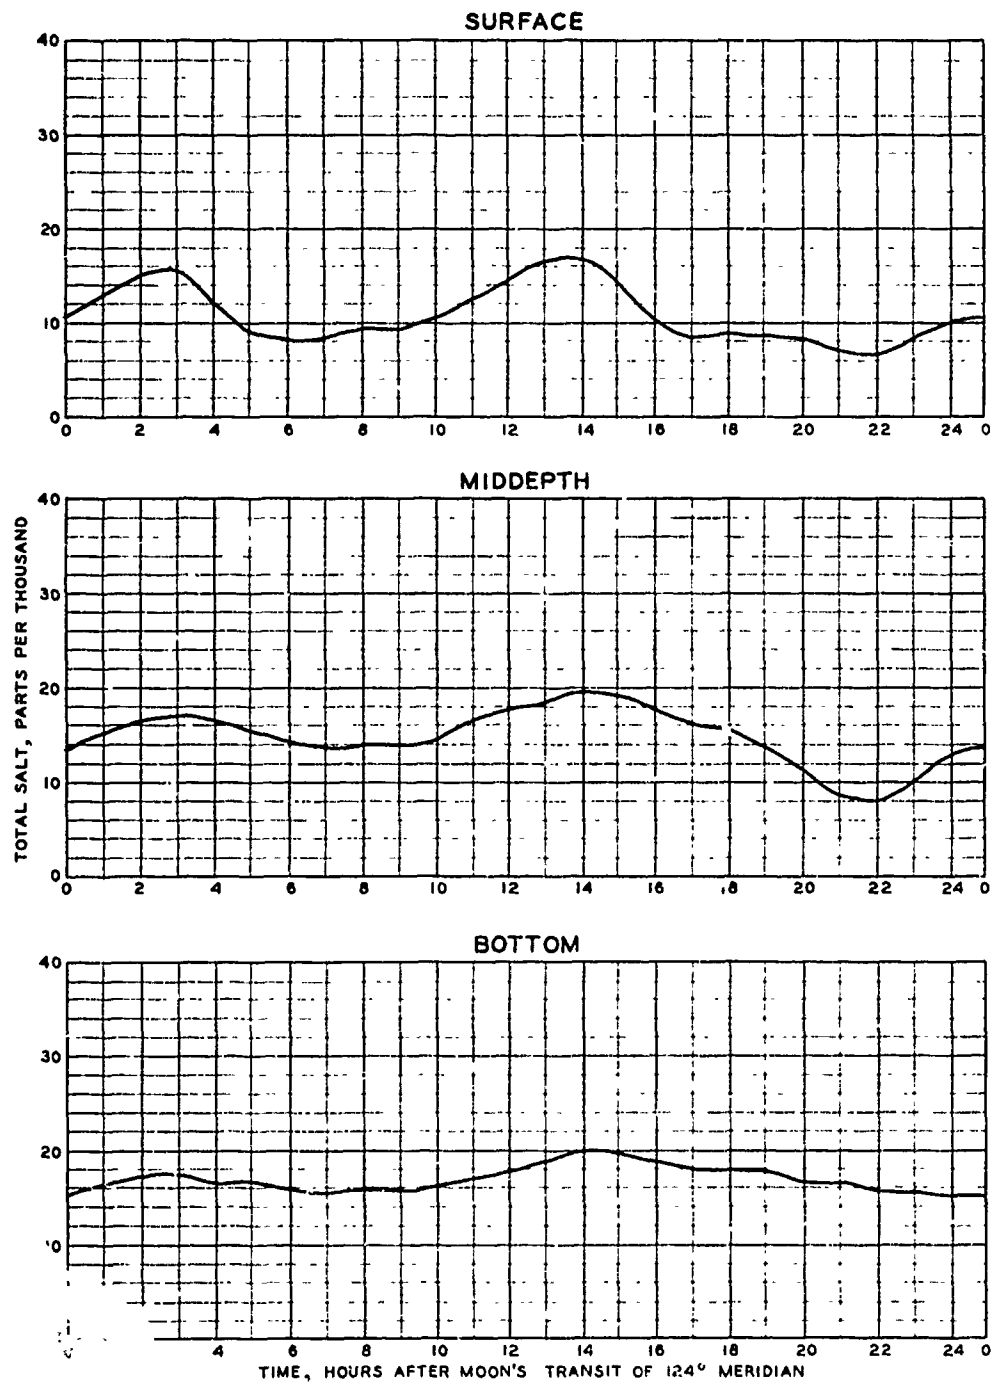 SURFACE
40
30
20
10
0
0 2 4 6 8 10 12 14 16 18 20 22 24 0
MIDDEPTH
TOTAL SALT, PARTS PER THOUSAND
40
30
20
10
0
0 2 4 6 8 10 12 14 16 18 20 22 24 0
BOTTOM
40
30
20
10
4 6 8 10 12 14 16 18 20 22 24 0
TIME, HOURS AFTER MOON'S TRANSIT OF 124° MERIDIAN